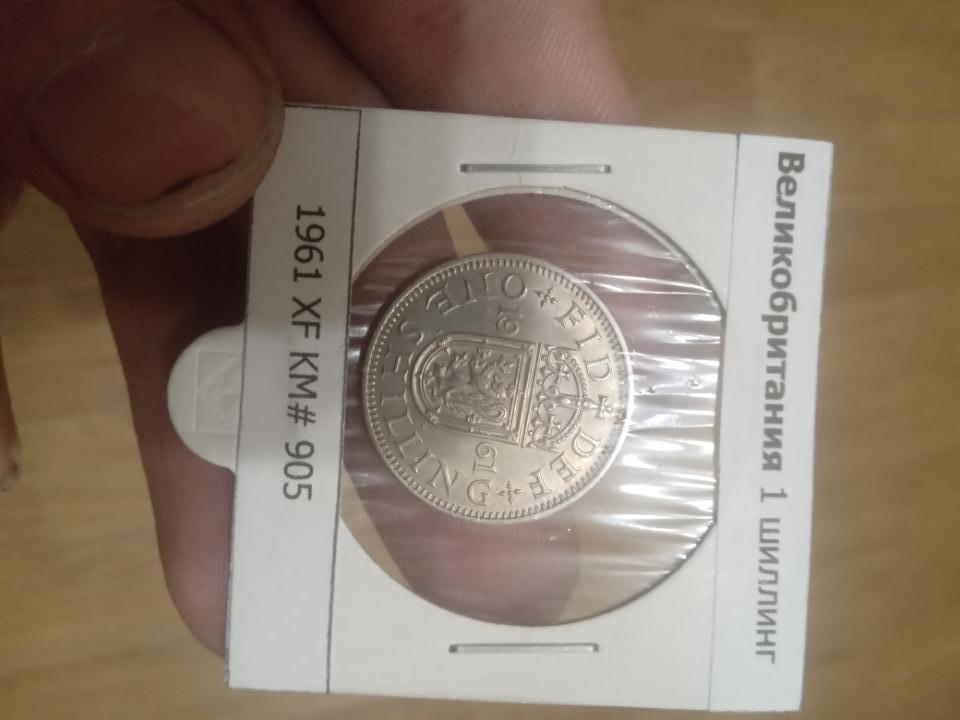 Великобритания 1 шиллинг
FID DEF
ONE SHILLING
19 61
1961 XF KM# 905